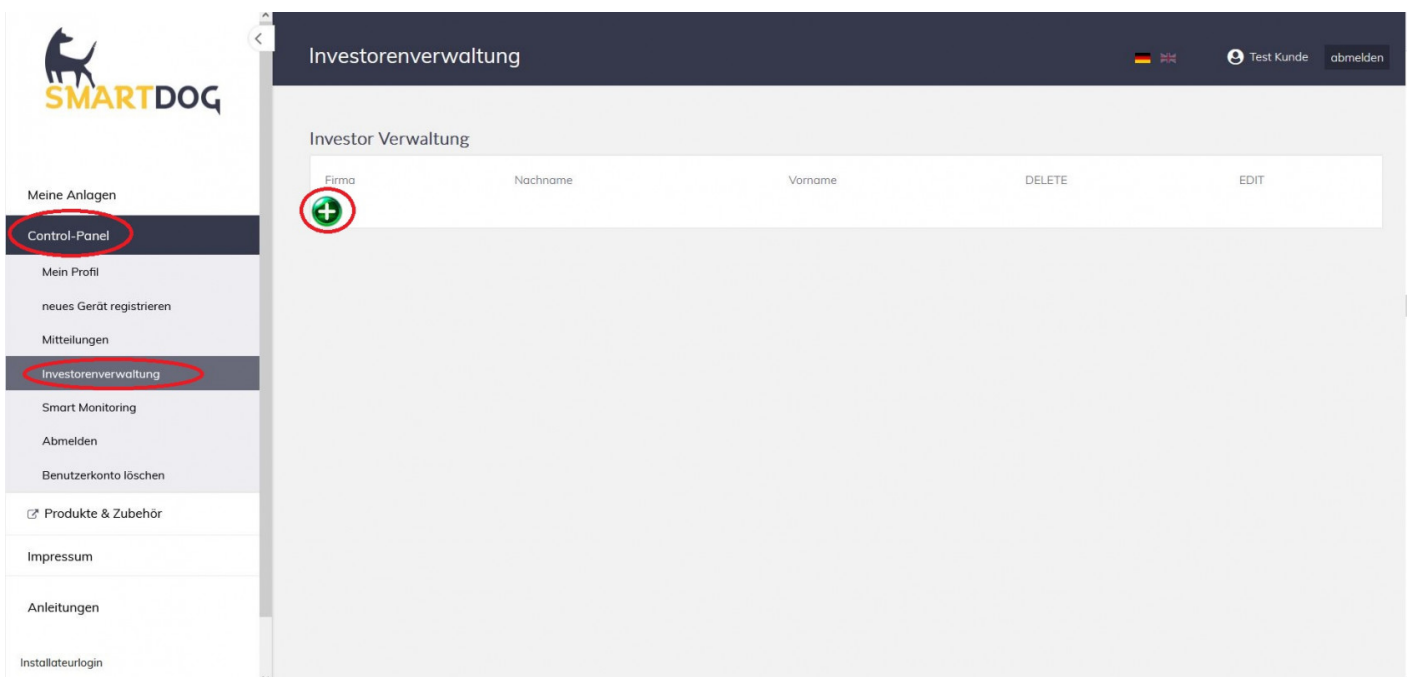 SMARTDOG
Investorenverwaltung
Test Kunde abmelden
Investor Verwaltung
Firma Nachname Vorname DELETE EDIT
Meine Anlagen
Control-Panel
Mein Profil
neues Gerät registrieren
Mitteilungen
Investorenverwaltung
Smart Monitoring
Abmelden
Benutzerkonto löschen
Produkte & Zubehör
Impressum
Anleitungen
Installateurlogin